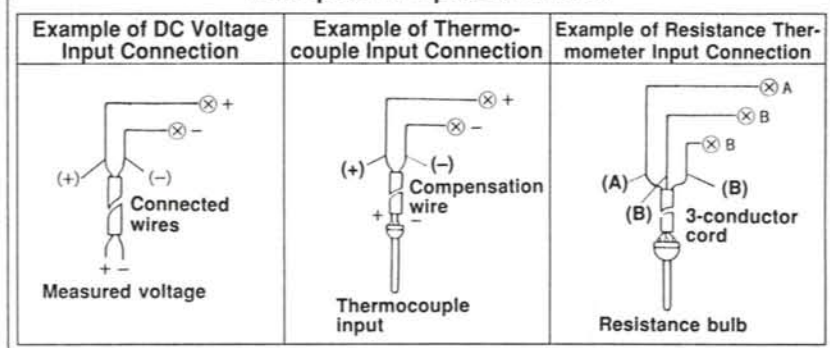 Example of DC Voltage
Input Connection
Example of Thermo-
couple Input Connection
Example of Resistance Ther-
mometer Input Connection
+
−
(+)
(−)
Connected
wires
+ −
Measured voltage
+
−
(+)
(−)
Compensation
wire
+ −
Thermocouple
input
A
B
B
(A)
(B)
(B)
3-conductor
cord
Resistance bulb